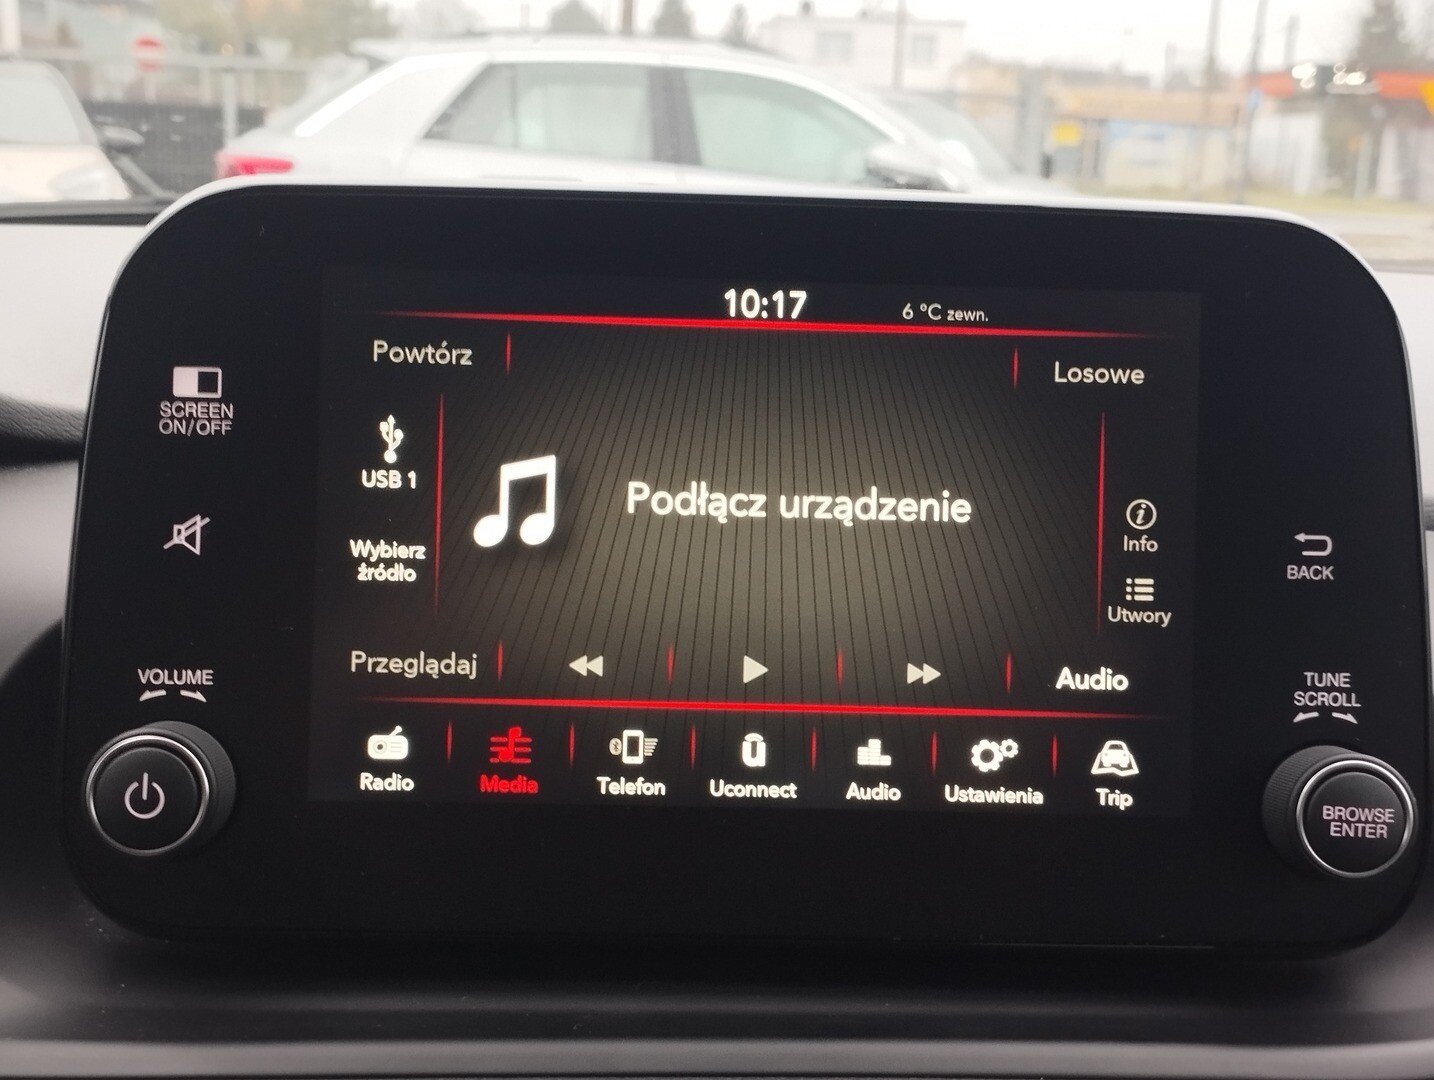 10:17
6 °C zewn.
Powtórz
Losowe
SCREEN
ON/OFF
USB 1
Podłącz urządzenie
Wybierz
źródło
Info
BACK
Utwory
Przeglądaj
Audio
VOLUME
TUNE
SCROLL
Radio
Media
Telefon
Uconnect
Audio
Ustawienia
Trip
BROWSE
ENTER